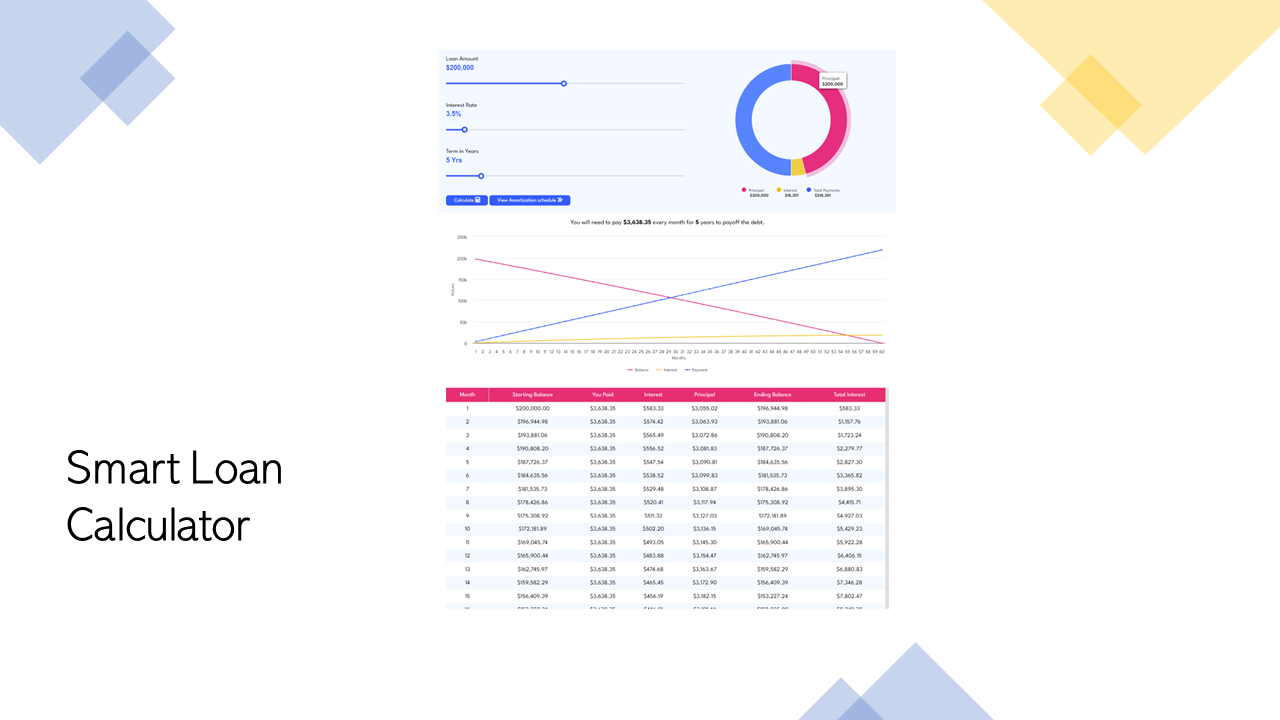 Loan Amount
$200,000
Interest Rate
3.5%
Term in Years
5 Yrs
Calculate
View Amortization schedule
Principal:
$200,000
Principal Interest Total Payments
$200,000 $18,301 $218,301
You will need to pay $3,638.35 every month for 5 years to payoff the debt.
250k
200k
150k
100k
50k
0
Values
1 2 3 4 5 6 7 8 9 10 11 12 13 14 15 16 17 18 19 20 21 22 23 24 25 26 27 28 29 30 31 32 33 34 35 36 37 38 39 40 41 42 43 44 45 46 47 48 49 50 51 52 53 54 55 56 57 58 59 60
Months
Balance Interest Payment
Month Starting Balance You Paid Interest Principal Ending Balance Total Interest
1 $200,000.00 $3,638.35 $583.33 $3,055.02 $196,944.98 $583.33
2 $196,944.98 $3,638.35 $574.42 $3,063.93 $193,881.06 $1,157.76
3 $193,881.06 $3,638.35 $565.49 $3,072.86 $190,808.20 $1,723.24
4 $190,808.20 $3,638.35 $556.52 $3,081.83 $187,726.37 $2,279.77
5 $187,726.37 $3,638.35 $547.54 $3,090.81 $184,635.56 $2,827.30
6 $184,635.56 $3,638.35 $538.52 $3,099.83 $181,535.73 $3,365.82
7 $181,535.73 $3,638.35 $529.48 $3,108.87 $178,426.86 $3,895.30
8 $178,426.86 $3,638.35 $520.41 $3,117.94 $175,308.92 $4,415.71
9 $175,308.92 $3,638.35 $511.32 $3,127.03 $172,181.89 $4,927.03
10 $172,181.89 $3,638.35 $502.20 $3,136.15 $169,045.74 $5,429.23
11 $169,045.74 $3,638.35 $493.05 $3,145.30 $165,900.44 $5,922.28
12 $165,900.44 $3,638.35 $483.88 $3,154.47 $162,745.97 $6,406.15
13 $162,745.97 $3,638.35 $474.68 $3,163.67 $159,582.29 $6,880.83
14 $159,582.29 $3,638.35 $465.45 $3,172.90 $156,409.39 $7,346.28
15 $156,409.39 $3,638.35 $456.19 $3,182.15 $153,227.24 $7,802.47
Smart Loan
Calculator